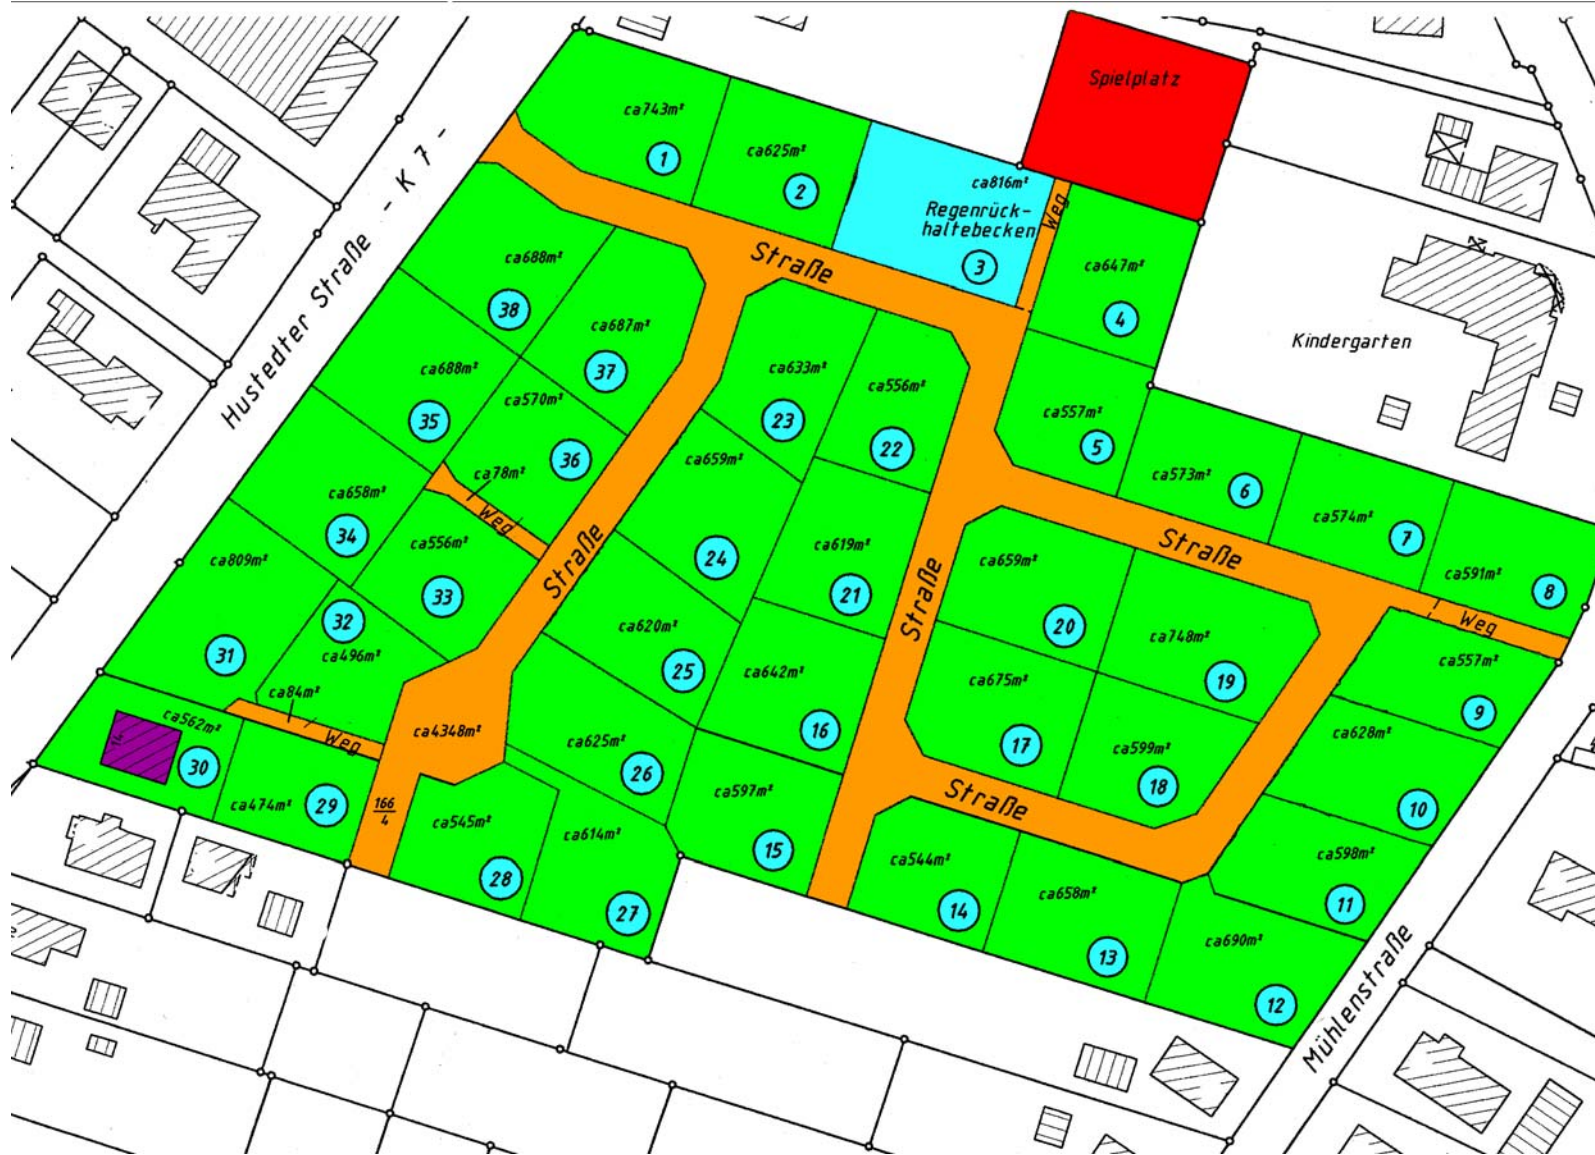 Spielplatz
ca743m²
1
ca625m²
2
ca816m²
Regenrück-
haltebecken
3
Weg
ca647m²
4
Kindergarten
Hustedter Straße - K 7 -
Straße
ca688m²
38
ca687m²
37
ca688m²
35
ca570m²
36
ca78m²
Weg
ca633m²
23
ca556m²
22
ca557m²
5
ca573m²
6
ca574m²
7
ca591m²
8
Weg
ca658m²
34
ca556m²
33
Straße
ca659m²
24
ca619m²
21
Straße
ca659m²
20
Straße
ca748m²
19
ca557m²
9
ca809m²
31
32
ca496m²
ca84m²
Weg
ca620m²
25
ca642m²
16
ca675m²
17
ca599m²
18
ca628m²
10
14
ca562m²
30
ca474m²
29
166
4
ca4348m²
ca625m²
26
ca597m²
15
Straße
ca598m²
11
ca545m²
28
ca614m²
27
ca544m²
14
ca658m²
13
ca690m²
12
Mühlenstraße